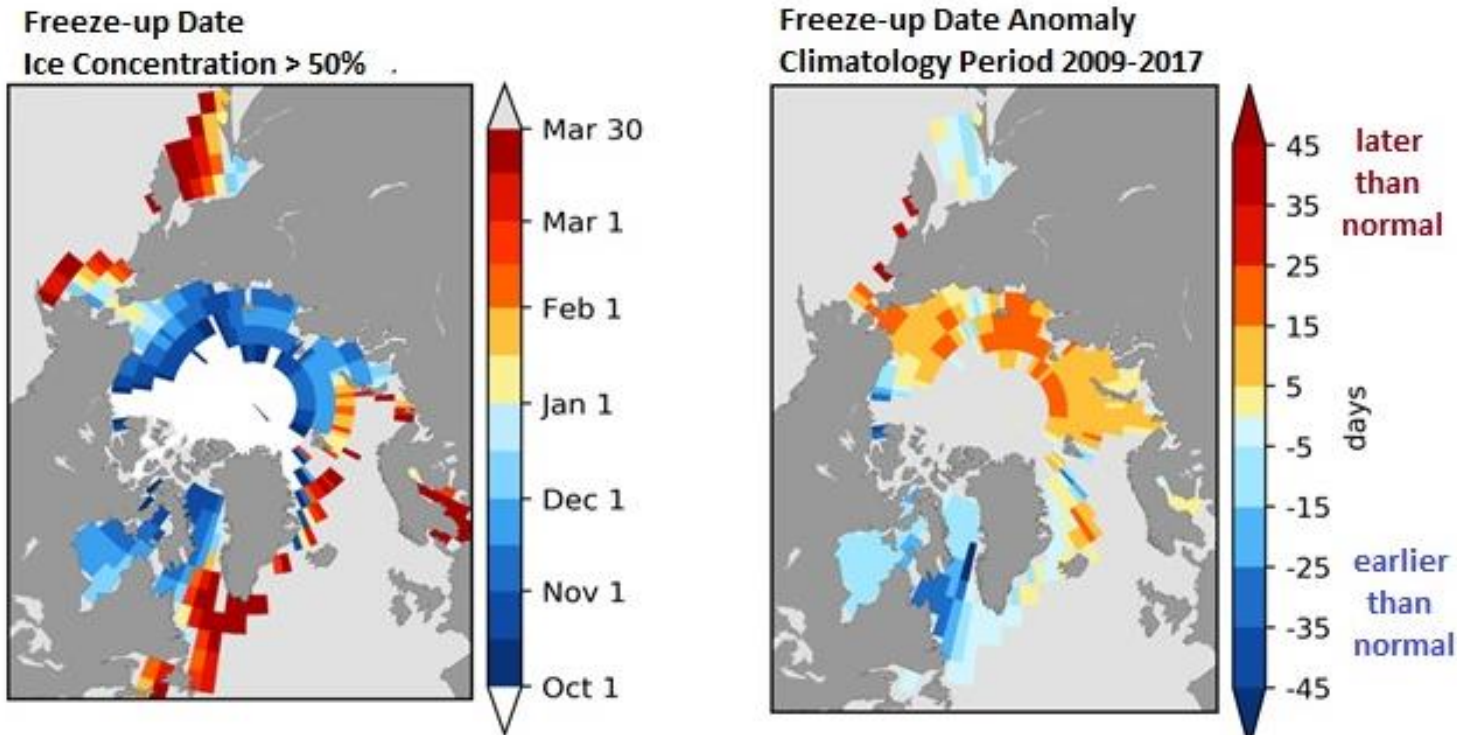 Freeze-up Date
Ice Concentration > 50%
Mar 30
Mar 1
Feb 1
Jan 1
Dec 1
Nov 1
Oct 1
Freeze-up Date Anomaly
Climatology Period 2009-2017
45
35
25
15
5
-5
-15
-25
-35
-45
days
later
than
normal
earlier
than
normal